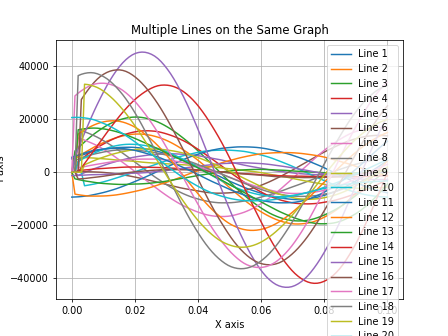 Multiple Lines on the Same Graph
40000
20000
0
−20000
−40000
0.00
0.02
0.04
0.06
X axis
Line 1
Line 2
Line 3
Line 4
Line 5
Line 6
Line 7
Line 8
Line 9
Line 10
Line 11
Line 12
Line 13
Line 14
Line 15
Line 16
Line 17
Line 18
Line 19
Line 20